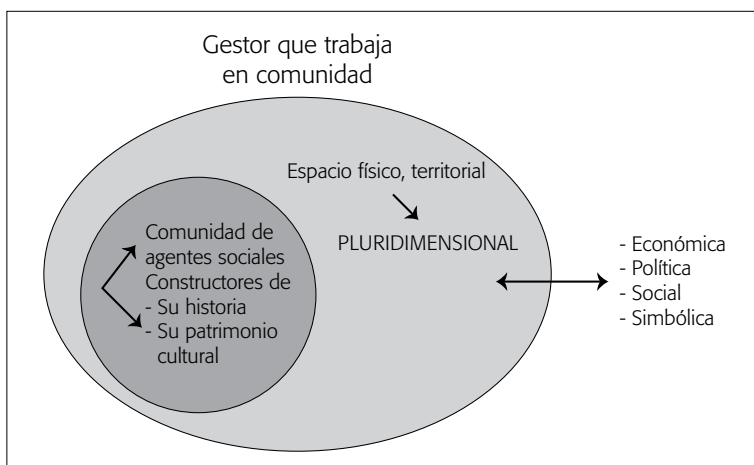 Gestor que trabaja
en comunidad
Espacio físico, territorial
PLURIDIMENSIONAL
Comunidad de
agentes sociales
Constructores de
- Su historia
- Su patrimonio
cultural
- Económica
- Política
- Social
- Simbólica